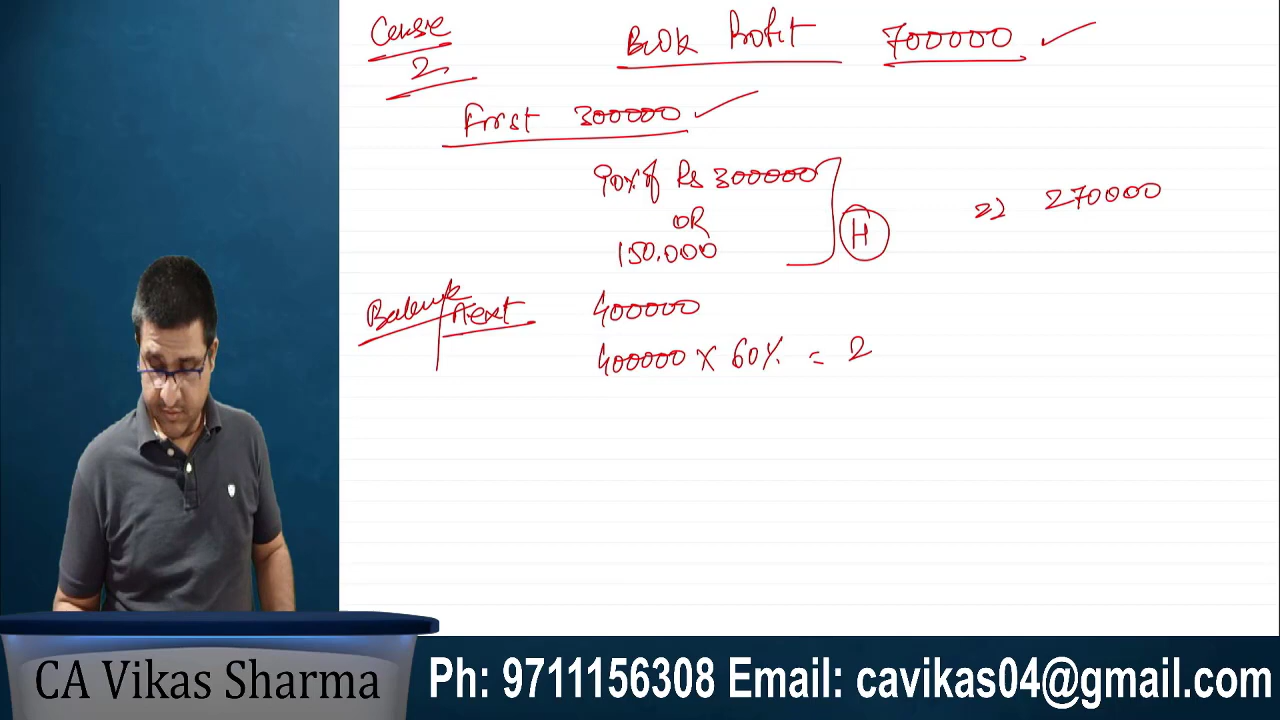 Case Book Profit 700000
2
First 300000
90% of Rs 300000
OR H => 270000
150.000
Balance Next 400000
400000 X 60% = 2
CA Vikas Sharma
Ph: 9711156308 Email: cavikas04@gmail.com